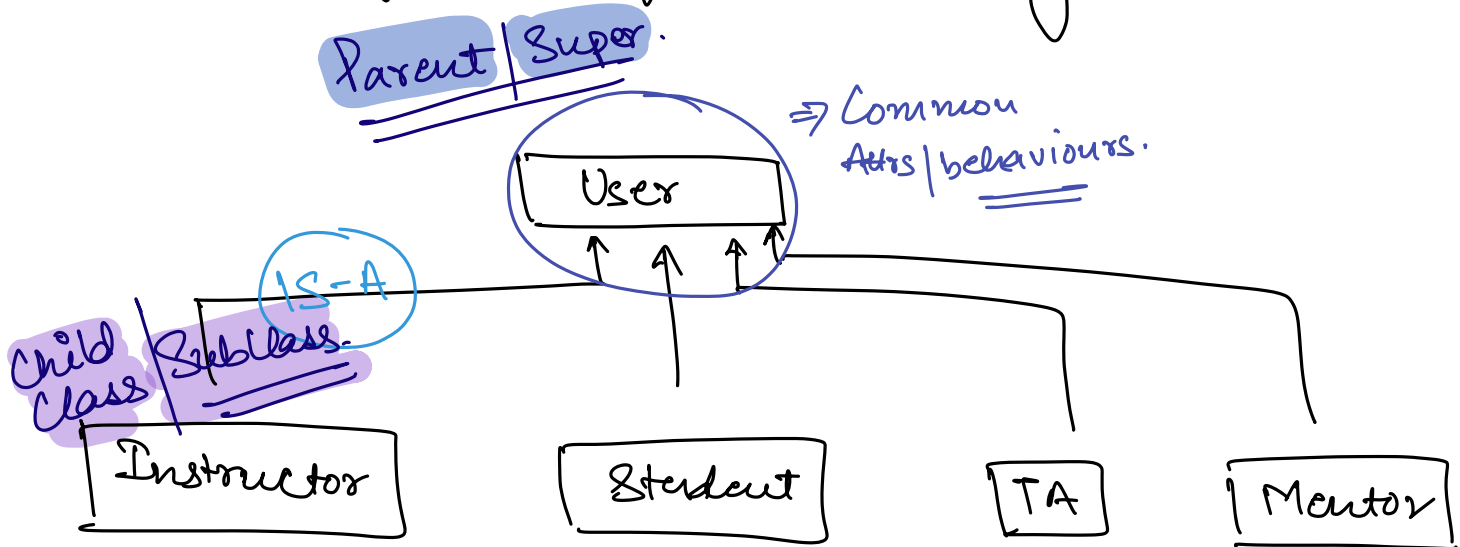 Parent | Super.
⇒ Common
Attrs | behaviours.
User
IS-A
Child | Subclass.
Class
Instructor
Student
TA
Mentor